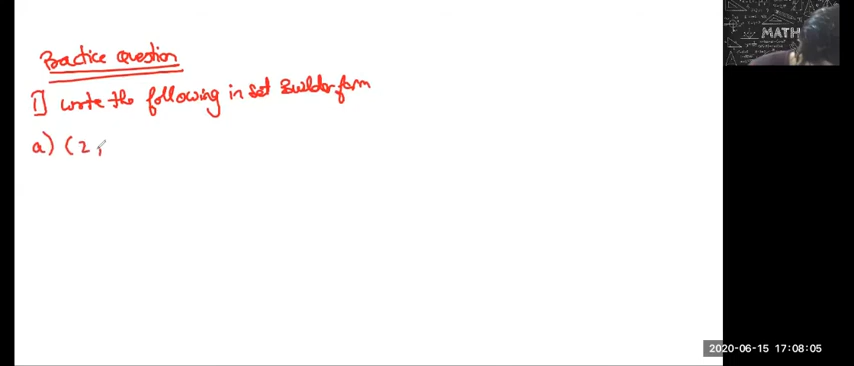 Practice question
1] write the following in set Builder form
a) (2,
MATH
2020-06-15 17:08:05